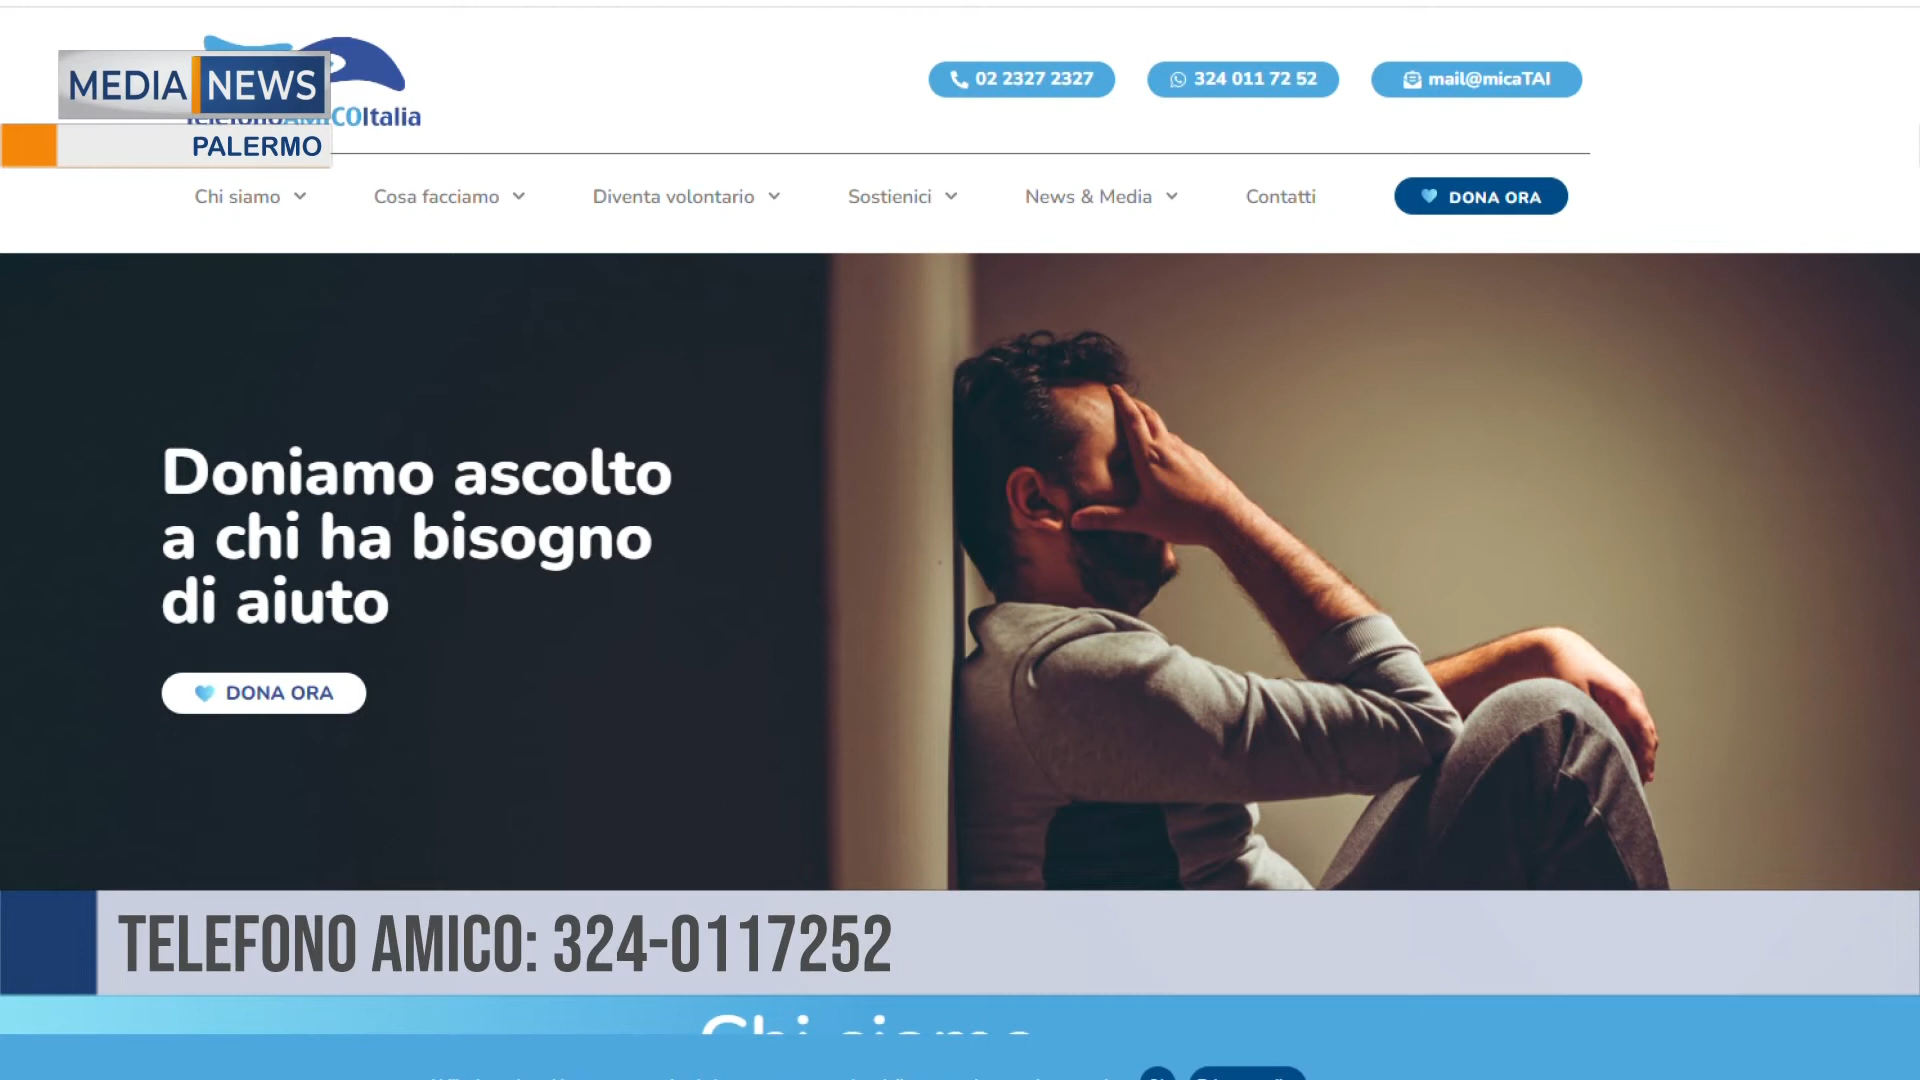 MEDIA NEWS
COItalia
PALERMO
02 2327 2327
324 011 72 52
mail@micaTAI
Chi siamo
Cosa facciamo
Diventa volontario
Sostienici
News & Media
Contatti
DONA ORA
Doniamo ascolto
a chi ha bisogno
di aiuto
DONA ORA
TELEFONO AMICO: 324-0117252
Chi siamo